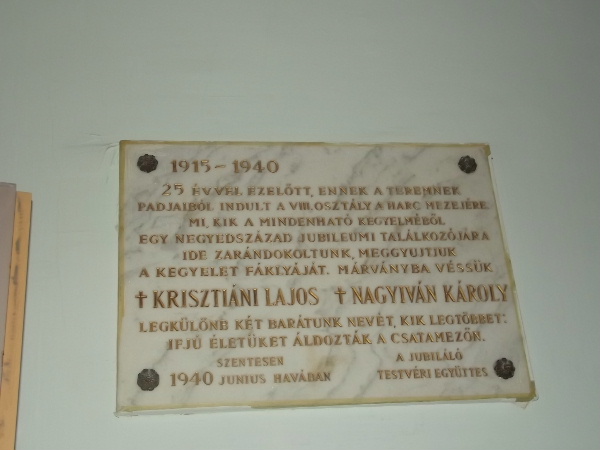 1915 - 1940
25 ÉVVEL EZELŐTT, ENNEK A TEREMNEK
PADJAIBÓL INDULT A VIII. OSZTÁLY A HARC MEZEJÉRE.
MI, KIK A MINDENHATÓ KEGYELMÉBŐL
EGY NEGYEDSZÁZAD JUBILEUMI TALÁLKOZÓJÁRA
IDE ZARÁNDOKOLTUNK, MEGGYUJTJUK
A KEGYELET FÁKLYÁJÁT. MÁRVÁNYBA VÉSSÜK
✝ KRISZTIÁNI LAJOS ✝ NAGYIVÁN KÁROLY
LEGKÜLÖNB KÉT BARÁTUNK NEVÉT, KIK LEGTÖBBET:
IFJÚ ÉLETÜKET ÁLDOZTÁK A CSATAMEZŐN.
SZENTESEN A JUBILÁLÓ
1940 JUNIUS HAVÁBAN TESTVÉRI EGYÜTTES